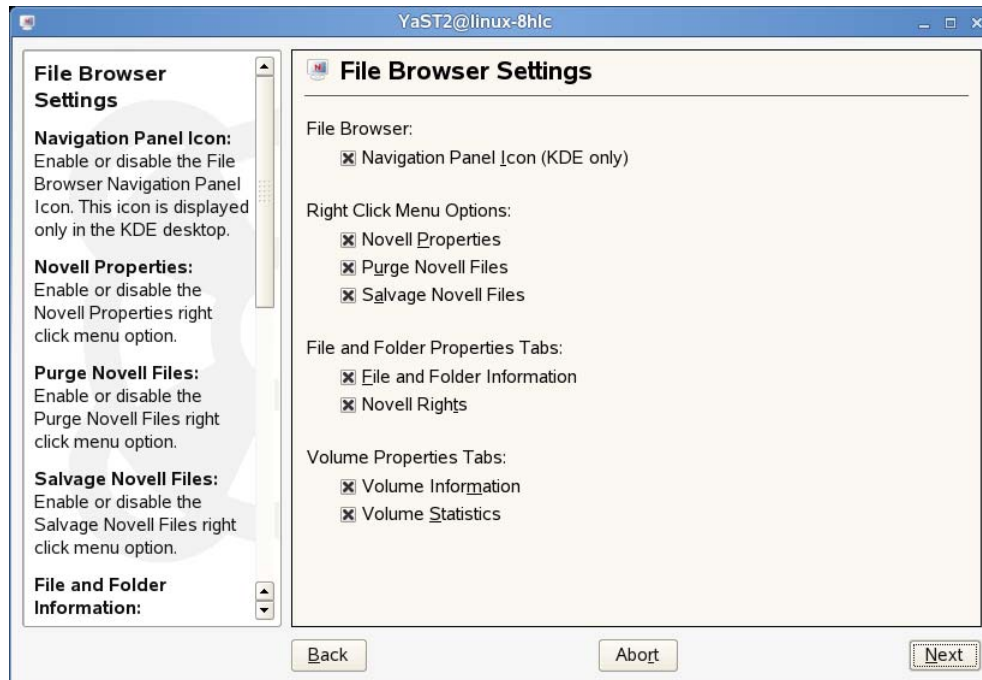 YaST2@linux-8hlc
File Browser
Settings
Navigation Panel Icon:
Enable or disable the File
Browser Navigation Panel
Icon. This icon is displayed
only in the KDE desktop.
Novell Properties:
Enable or disable the
Novell Properties right
click menu option.
Purge Novell Files:
Enable or disable the
Purge Novell Files right
click menu option.
Salvage Novell Files:
Enable or disable the
Salvage Novell Files right
click menu option.
File and Folder
Information:
File Browser Settings
File Browser:
Navigation Panel Icon (KDE only)
Right Click Menu Options:
Novell Properties
Purge Novell Files
Salvage Novell Files
File and Folder Properties Tabs:
File and Folder Information
Novell Rights
Volume Properties Tabs:
Volume Information
Volume Statistics
Back
Abort
Next